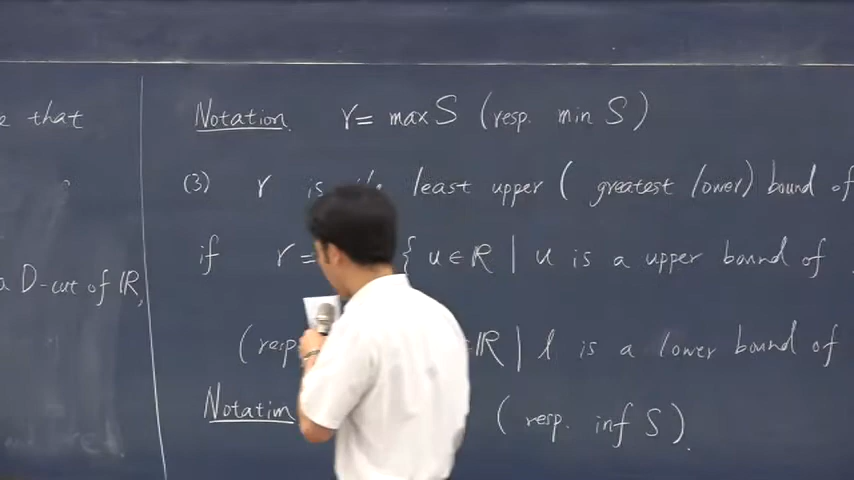 that
a D-cut of ℝ,
Notation r = max S (resp. min S)
(3) r is the least upper (greatest lower) bound of
if r = { u ∈ ℝ | u is a upper bound of
(resp ∈ ℝ | l is a lower bound of
Notation (resp. inf S).